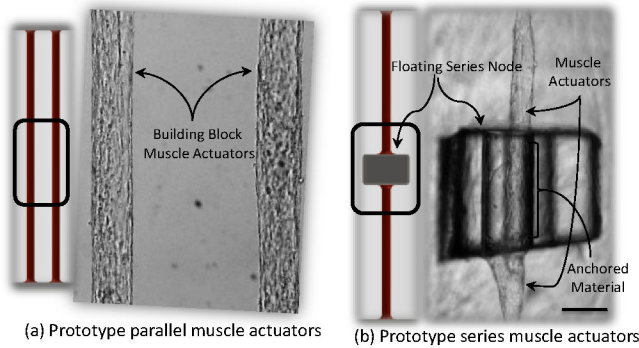 Building Block
Muscle Actuators
(a) Prototype parallel muscle actuators
Floating Series Node
Muscle
Actuators
Anchored
Material
(b) Prototype series muscle actuators